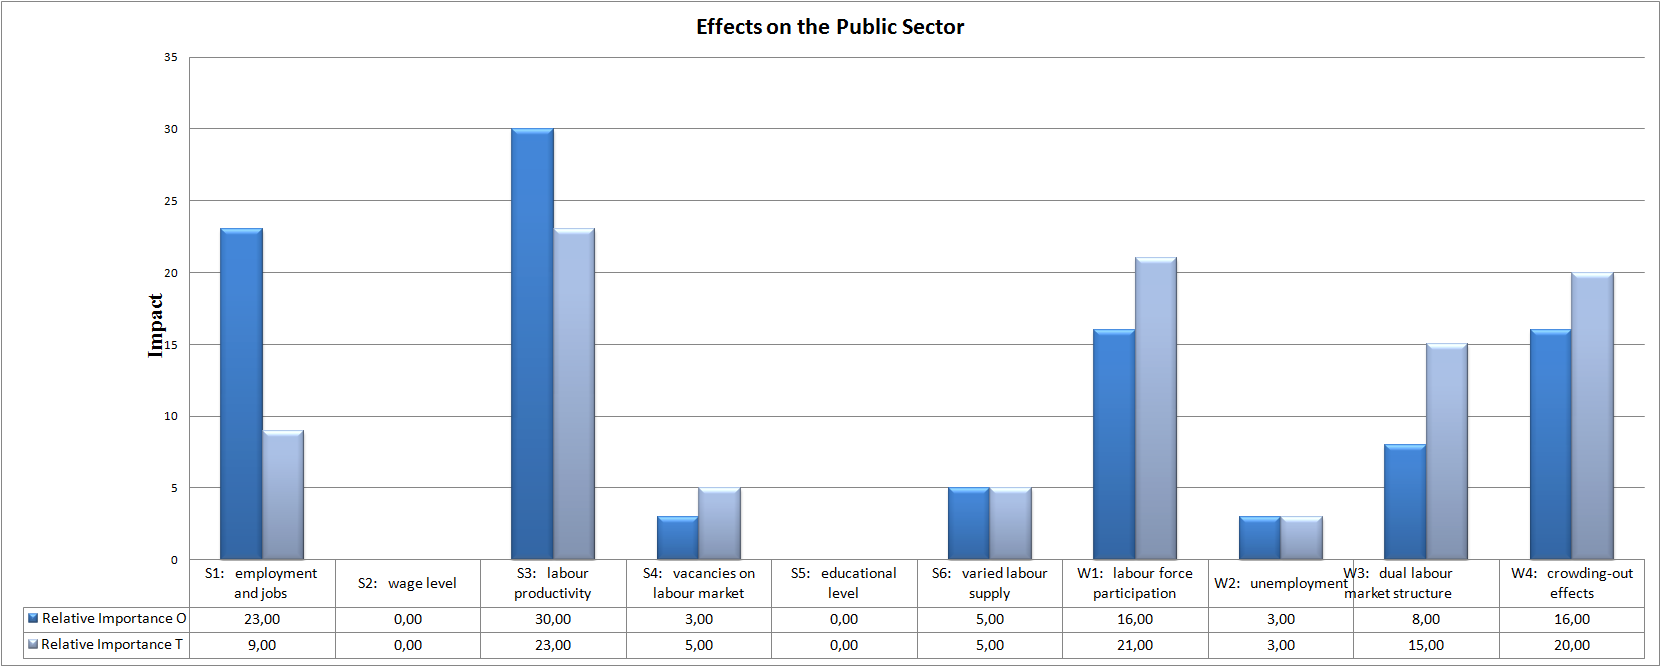 Effects on the Public Sector
35
30
25
20
15
10
5
0
Impact
S1: employment
and jobs
S2: wage level
S3: labour
productivity
S4: vacancies on
labour market
S5: educational
level
S6: varied labour
supply
W1: labour force
participation
W2: unemployment
W3: dual labour
market structure
W4: crowding-out
effects
Relative Importance O 23,00 0,00 30,00 3,00 0,00 5,00 16,00 3,00 8,00 16,00
Relative Importance T 9,00 0,00 23,00 5,00 0,00 5,00 21,00 3,00 15,00 20,00